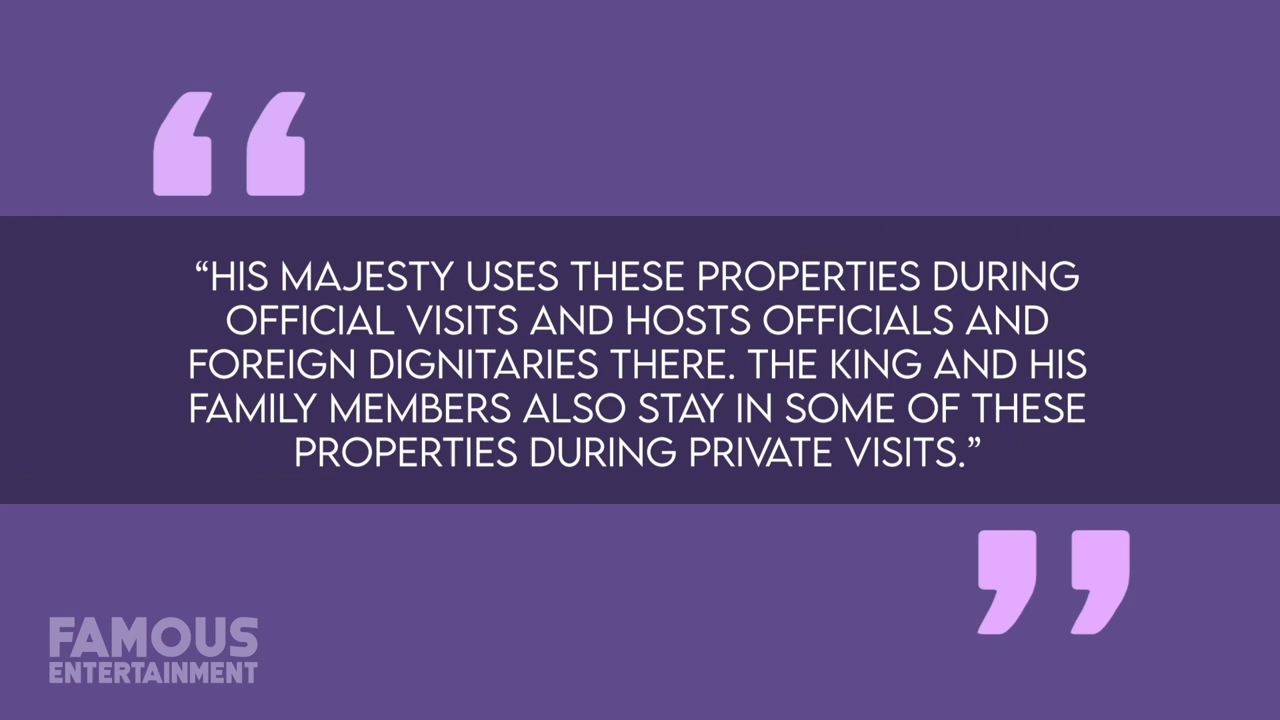 “HIS MAJESTY USES THESE PROPERTIES DURING
OFFICIAL VISITS AND HOSTS OFFICIALS AND
FOREIGN DIGNITARIES THERE. THE KING AND HIS
FAMILY MEMBERS ALSO STAY IN SOME OF THESE
PROPERTIES DURING PRIVATE VISITS.”
FAMOUS
ENTERTAINMENT